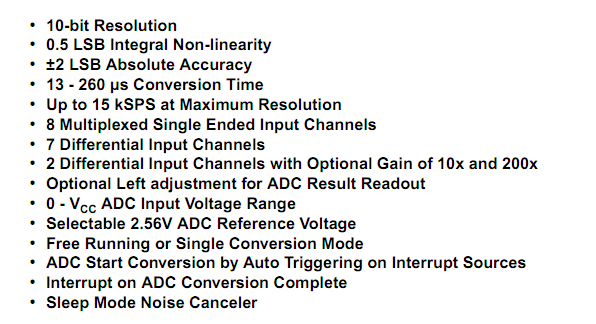 • 10-bit Resolution
• 0.5 LSB Integral Non-linearity
• ±2 LSB Absolute Accuracy
• 13 - 260 µs Conversion Time
• Up to 15 kSPS at Maximum Resolution
• 8 Multiplexed Single Ended Input Channels
• 7 Differential Input Channels
• 2 Differential Input Channels with Optional Gain of 10x and 200x
• Optional Left adjustment for ADC Result Readout
• 0 - VCC ADC Input Voltage Range
• Selectable 2.56V ADC Reference Voltage
• Free Running or Single Conversion Mode
• ADC Start Conversion by Auto Triggering on Interrupt Sources
• Interrupt on ADC Conversion Complete
• Sleep Mode Noise Canceler